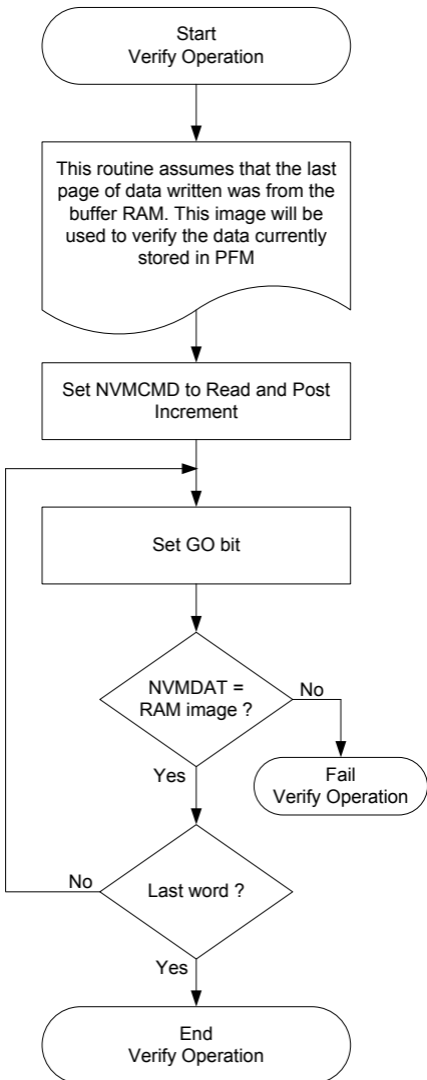 Start
Verify Operation
This routine assumes that the last
page of data written was from the
buffer RAM. This image will be
used to verify the data currently
stored in PFM
Set NVMCMD to Read and Post
Increment
Set GO bit
NVMDAT =
RAM image ?
No
Yes
Fail
Verify Operation
No
Last word ?
Yes
End
Verify Operation